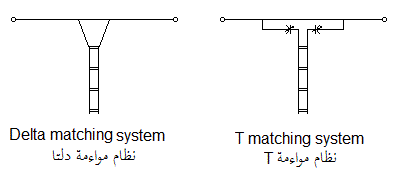 Delta matching system
نظام مواءمة دلتا
T matching system
نظام مواءمة T